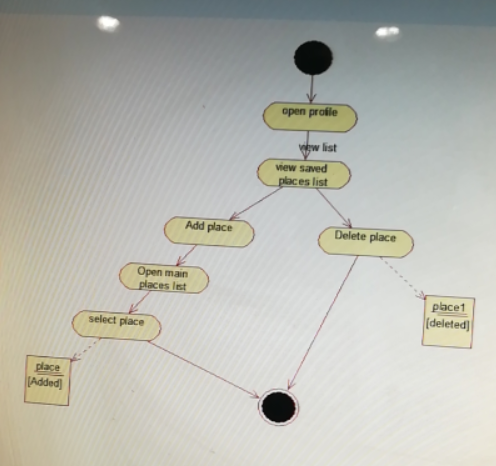 open profile
view list
view saved
places list
Add place
Delete place
Open main
places list
select place
place1
[deleted]
place
[Added]